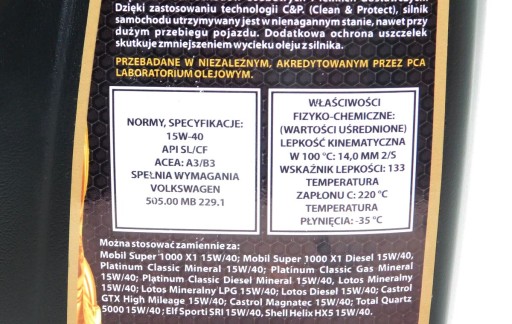 Dzięki zastosowaniu technologii C&P. (Clean & Protect), silnik
samochodu utrzymywany jest w nienagannym stanie, nawet przy
dużym przebiegu pojazdu. Dodatkowa ochrona uszczelek
skutkuje zmniejszeniem wycieku oleju z silnika.
PRZEBADANE W NIEZALEŻNYM, AKREDYTOWANYM PRZEZ PCA
LABORATORIUM OLEJOWYM.
NORMY, SPECYFIKACJE:
15W-40
API SL/CF
ACEA: A3/B3
SPEŁNIA WYMAGANIA
VOLKSWAGEN
505.00 MB 229.1
WŁAŚCIWOŚCI
FIZYKO-CHEMICZNE:
(WARTOŚCI UŚREDNIONE)
LEPKOŚĆ KINEMATYCZNA
W 100 °C: 14,0 MM 2/S
WSKAŹNIK LEPKOŚCI: 133
TEMPERATURA
ZAPŁONU C: 220 °C
TEMPERATURA
PŁYNIĘCIA: -35 °C
Można stosować zamiennie za:
Mobil Super 1000 X1 15W/40; Mobil Super 1000 X1 Diesel 15W/40,
Platinum Classic Mineral 15W/40; Platinum Classic Gas Mineral
15W/40; Platinum Classic Diesel Mineral 15W/40, Lotos Mineralny
15W/40; Lotos Mineralny LPG 15W/40; Lotos Diesel 15W/40; Castrol
GTX High Mileage 15W/40; Castrol Magnatec 15W/40; Total Quartz
5000 15W/40 ; Elf Sporti SRI 15W/40, Shell Helix HX5 15W/40.